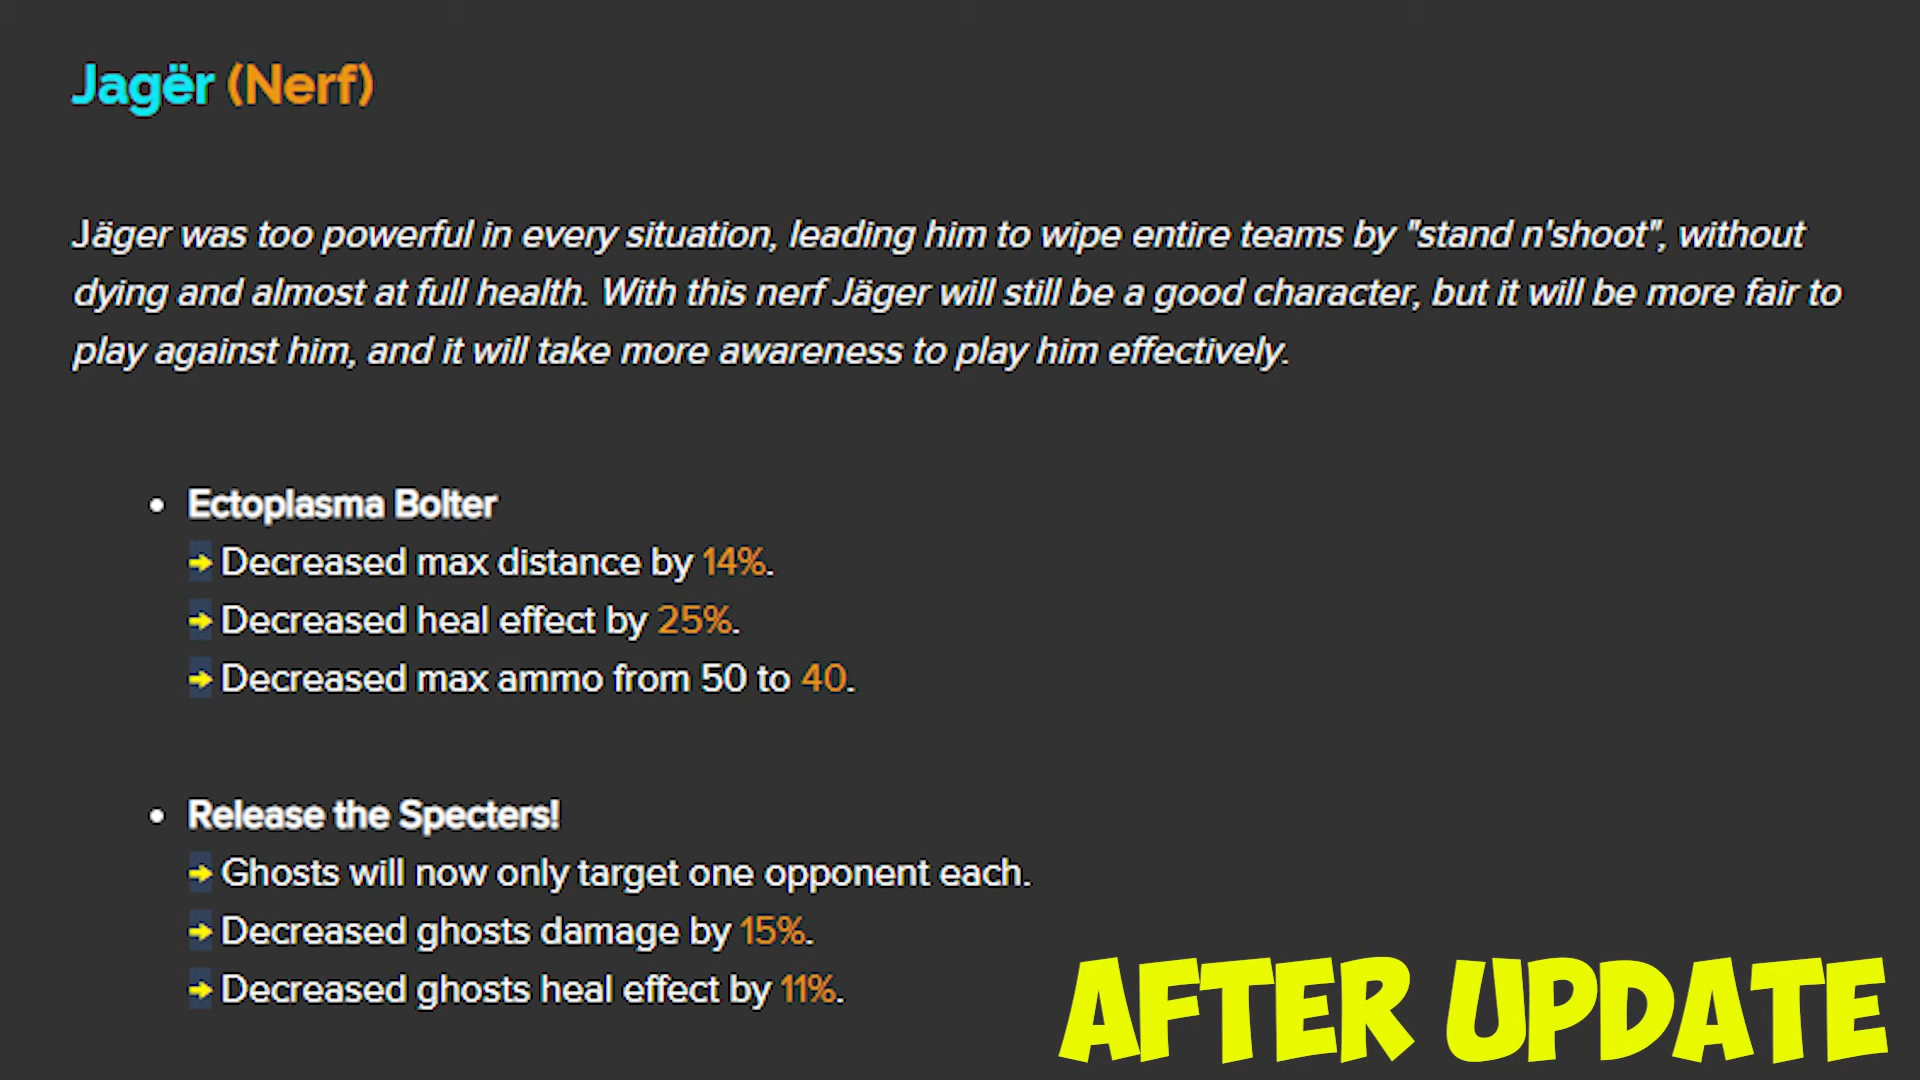 Jagër (Nerf)
Jäger was too powerful in every situation, leading him to wipe entire teams by "stand n'shoot", without
dying and almost at full health. With this nerf Jäger will still be a good character, but it will be more fair to
play against him, and it will take more awareness to play him effectively.
• Ectoplasma Bolter
➜ Decreased max distance by 14%.
➜ Decreased heal effect by 25%.
➜ Decreased max ammo from 50 to 40.
• Release the Specters!
➜ Ghosts will now only target one opponent each.
➜ Decreased ghosts damage by 15%.
➜ Decreased ghosts heal effect by 11%.
AFTER UPDATE